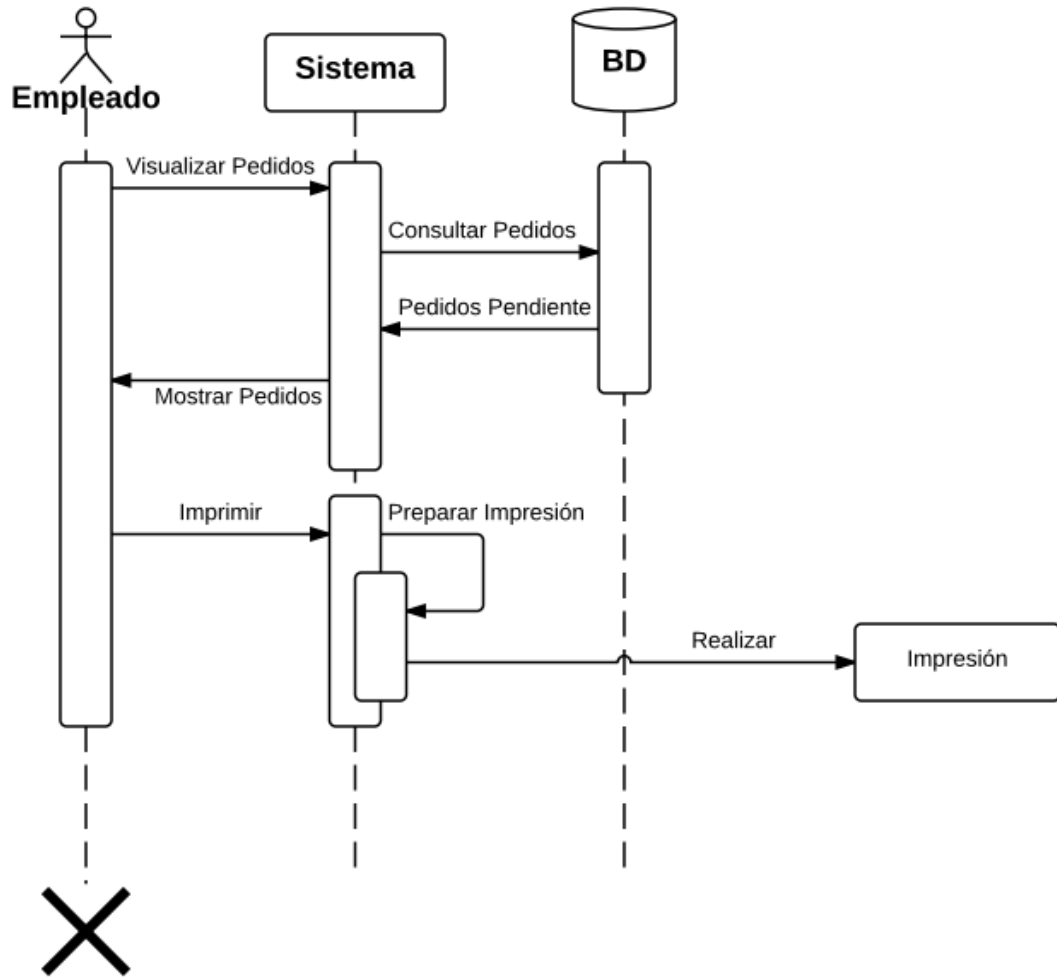 Empleado
Sistema
BD
Visualizar Pedidos
Consultar Pedidos
Pedidos Pendiente
Mostrar Pedidos
Imprimir
Preparar Impresión
Realizar
Impresión